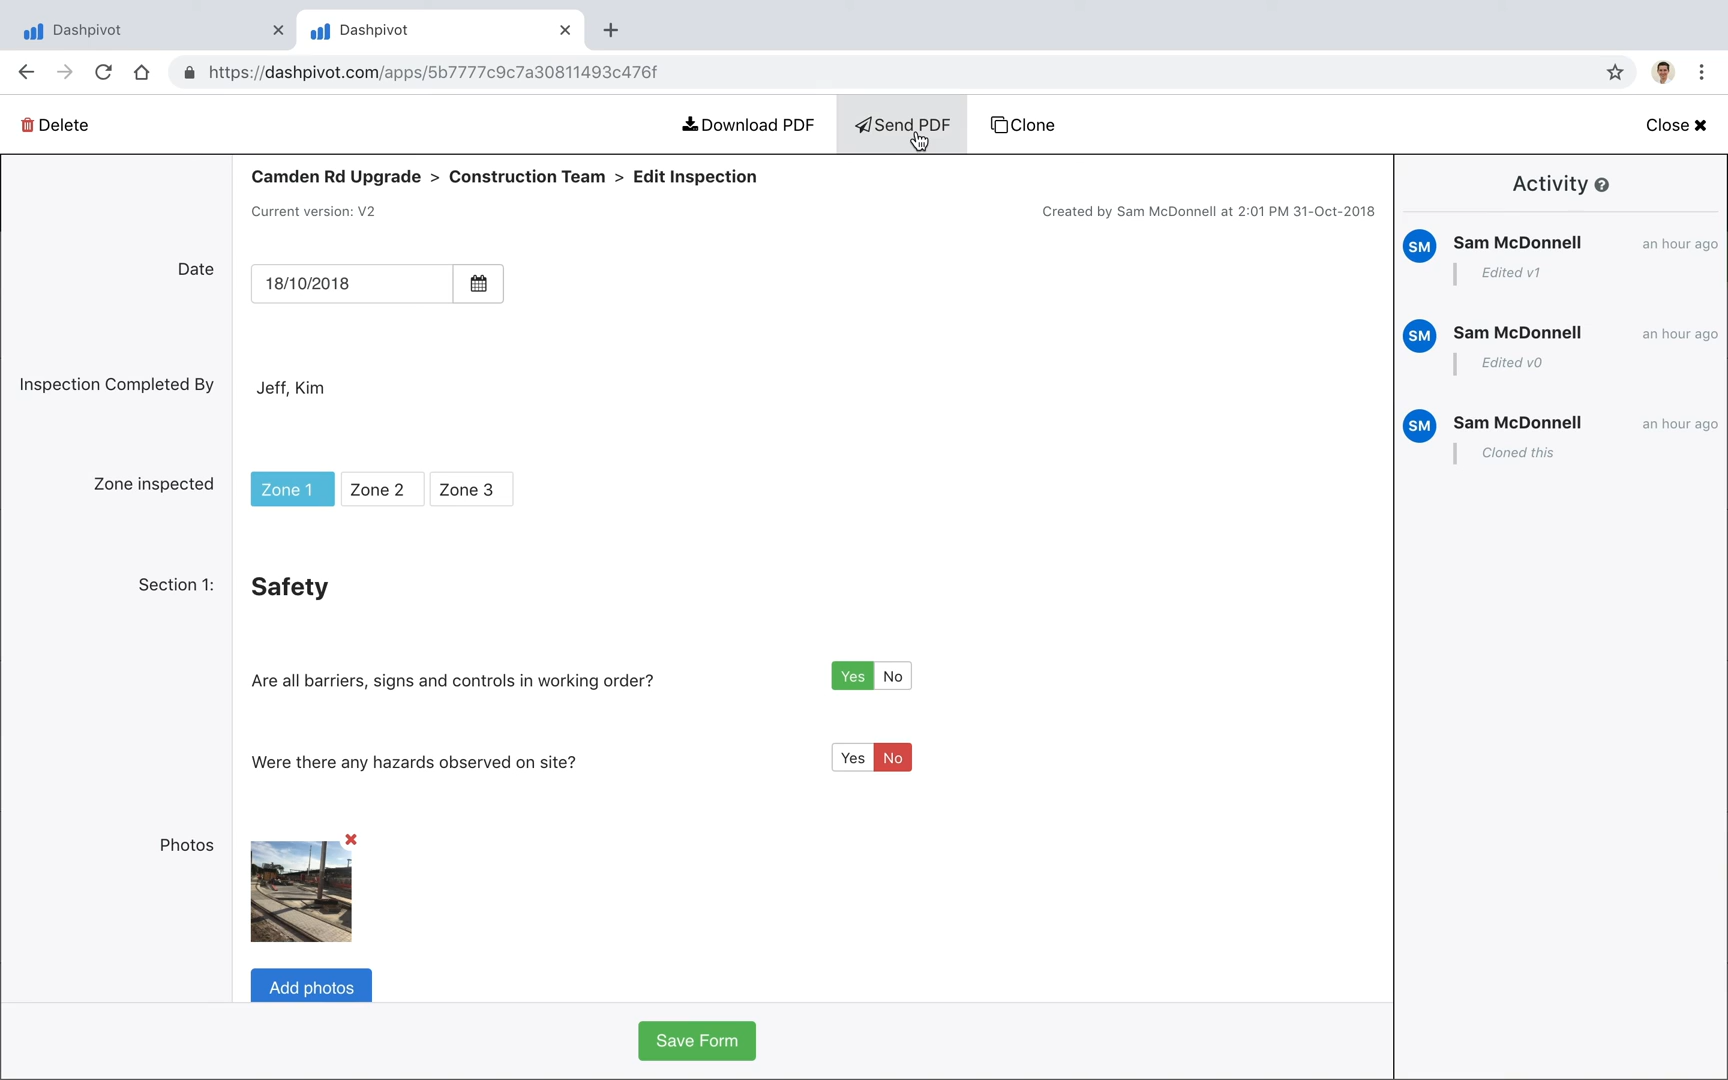 Dashpivot
Dashpivot
https://dashpivot.com/apps/5b7777c9c7a30811493c476f
Delete
Download PDF
Send PDF
Clone
Close
Camden Rd Upgrade > Construction Team > Edit Inspection
Current version: V2
Created by Sam McDonnell at 2:01 PM 31-Oct-2018
Date
18/10/2018
Inspection Completed By
Jeff, Kim
Zone inspected
Zone 1
Zone 2
Zone 3
Section 1:
Safety
Are all barriers, signs and controls in working order?
Yes
No
Were there any hazards observed on site?
Yes
No
Photos
Add photos
Save Form
Activity
SM
Sam McDonnell
an hour ago
Edited v1
SM
Sam McDonnell
an hour ago
Edited v0
SM
Sam McDonnell
an hour ago
Cloned this